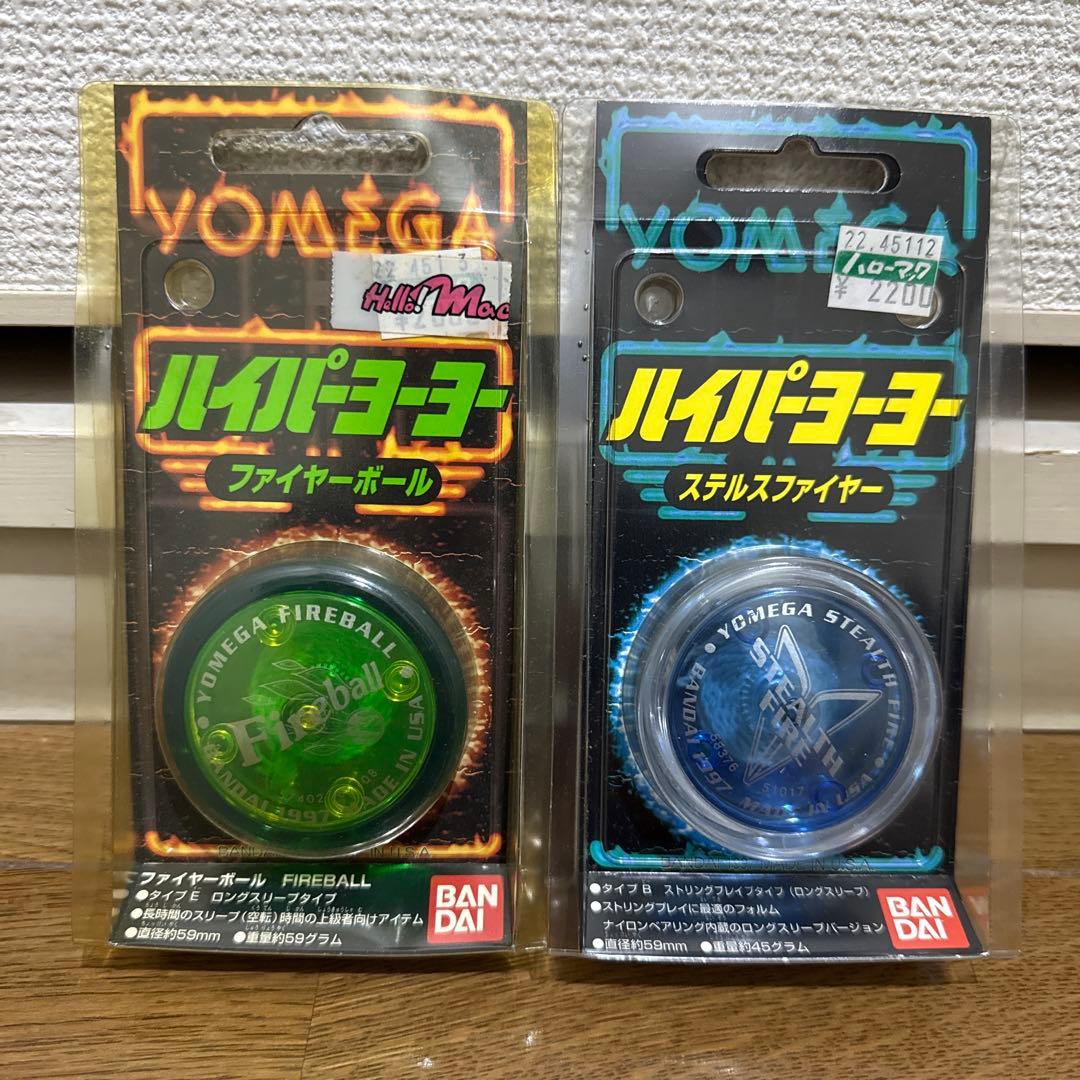 YOMEGA
22 451 3
Hello! Mac
ハイパーヨーヨー
ファイヤーボール
YOMEGA FIREBALL
Fireball
BANDAI 1997 MADE IN USA
ファイヤーボール FIREBALL
●タイプE ロングスリープタイプ
●長時間のスリープ(空転)時間の上級者向けアイテム
●直径約59mm ●重量約59グラム
BAN
DAI
YOMEGA
22.45112
ハローマック
¥ 2200
ハイパーヨーヨー
ステルスファイヤー
YOMEGA STEALTH FIRE
STEALTH
FIRE
51017
BANDAI 1997 MADE IN USA
●タイプB ストリングプレイブタイプ(ロングスリープ)
●ストリングプレイに最適のフォルム
ナイロンベアリング内蔵のロングスリープバージョン
●直径約59mm ●重量約45グラム
BAN
DAI